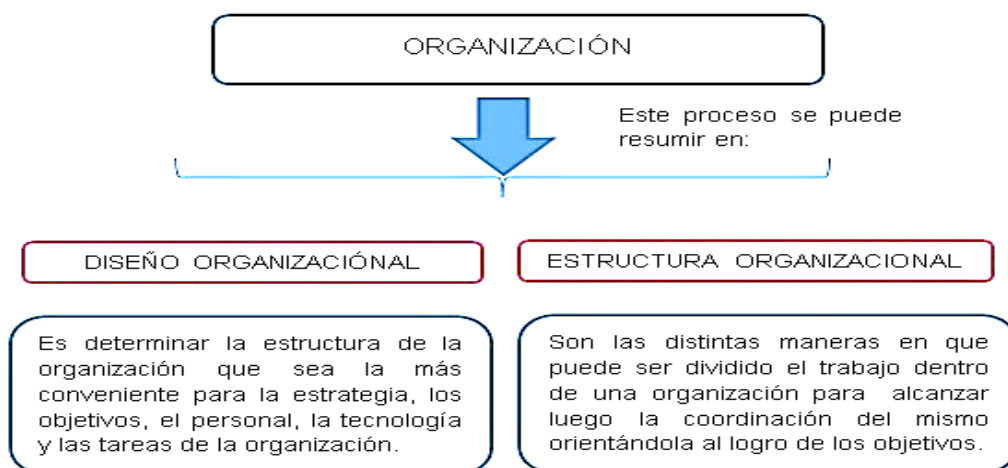 ORGANIZACIÓN
Este proceso se puede
resumir en:
DISEÑO ORGANIZACIÓNAL
ESTRUCTURA ORGANIZACIONAL
Es determinar la estructura de la
organización que sea la más
conveniente para la estrategia, los
objetivos, el personal, la tecnología
y las tareas de la organización.
Son las distintas maneras en que
puede ser dividido el trabajo dentro
de una organización para alcanzar
luego la coordinación del mismo
orientándola al logro de los objetivos.